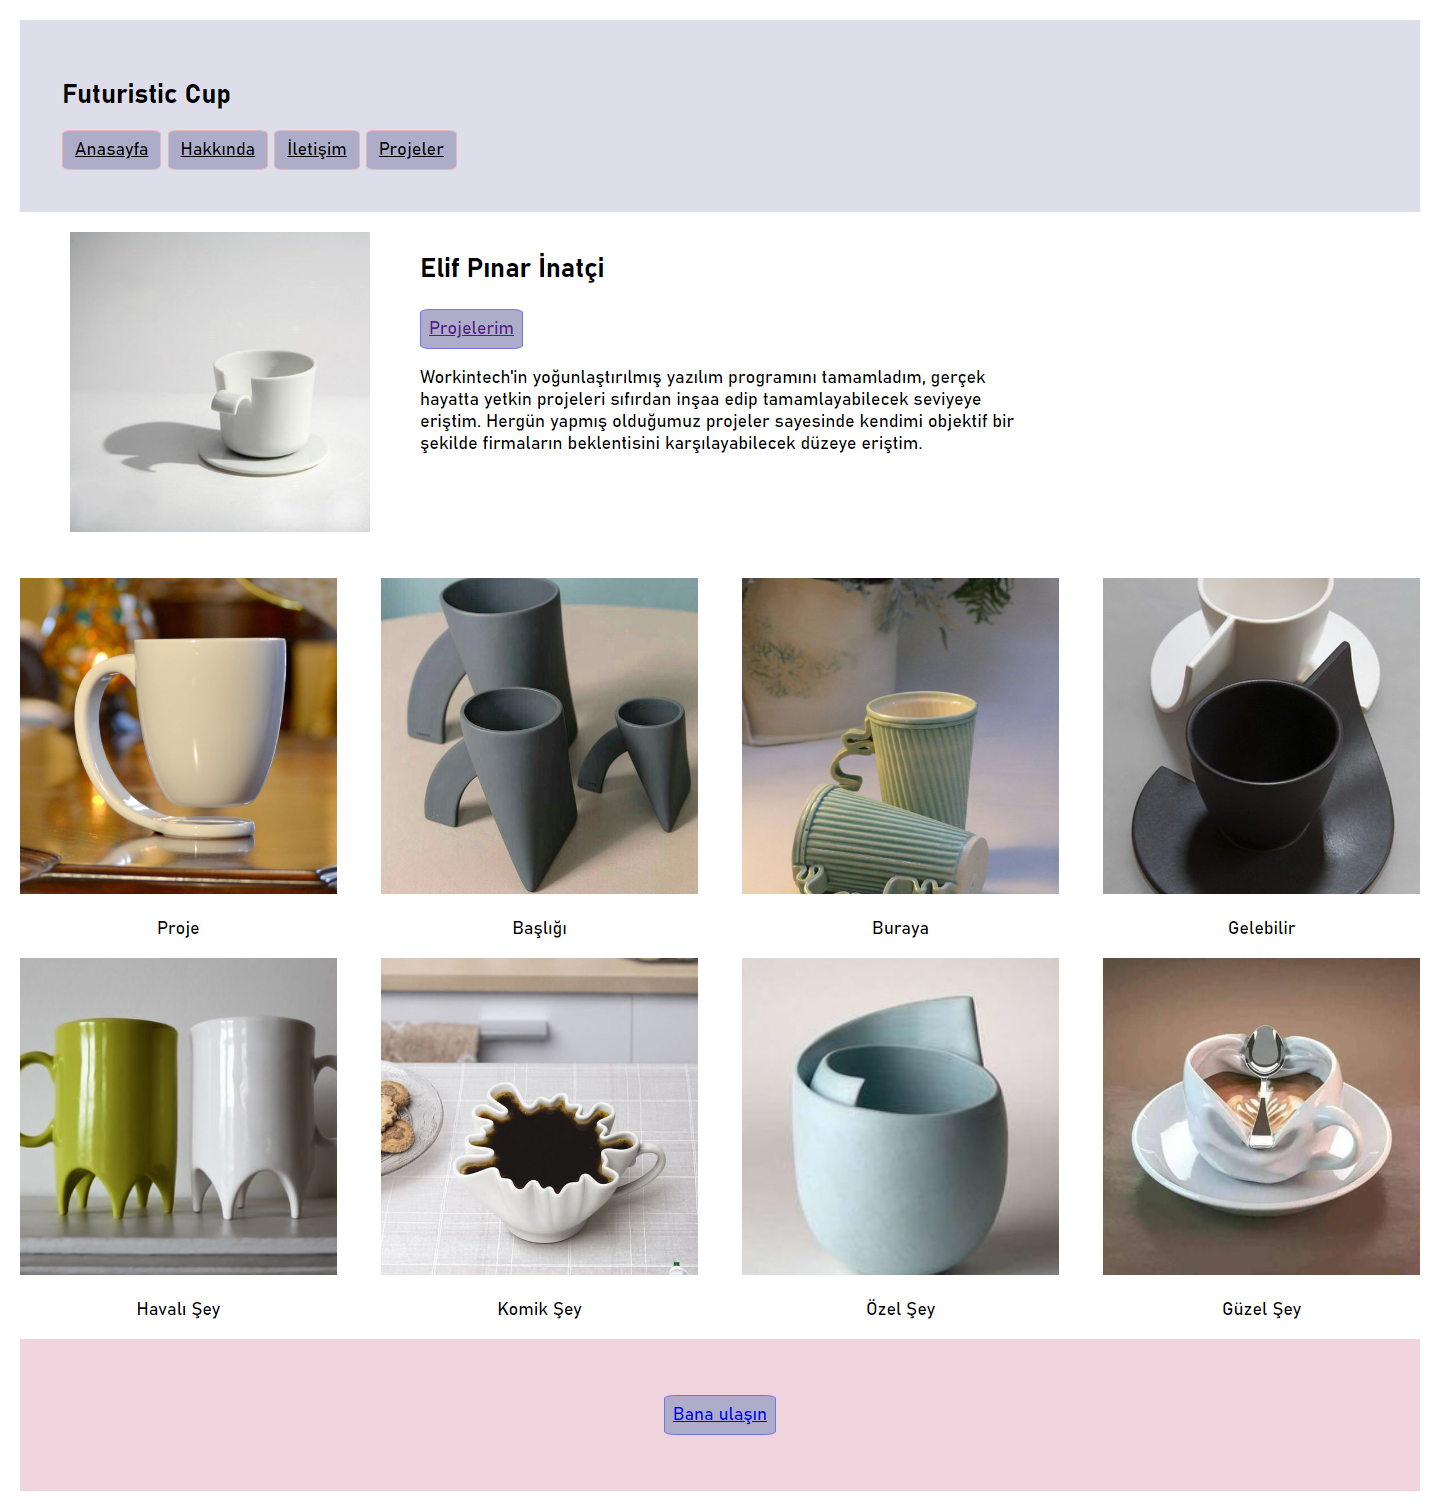 Futuristic Cup
Anasayfa Hakkında İletişim Projeler
Elif Pınar İnatçi
Projelerim
Workintech'in yoğunlaştırılmış yazılım programını tamamladım, gerçek
hayatta yetkin projeleri sıfırdan inşaa edip tamamlayabilecek seviyeye
eriştim. Hergün yapmış olduğumuz projeler sayesinde kendimi objektif bir
şekilde firmaların beklentisini karşılayabilecek düzeye eriştim.
Proje Başlığı Buraya Gelebilir
Havalı Şey Komik Şey Özel Şey Güzel Şey
Bana ulaşın